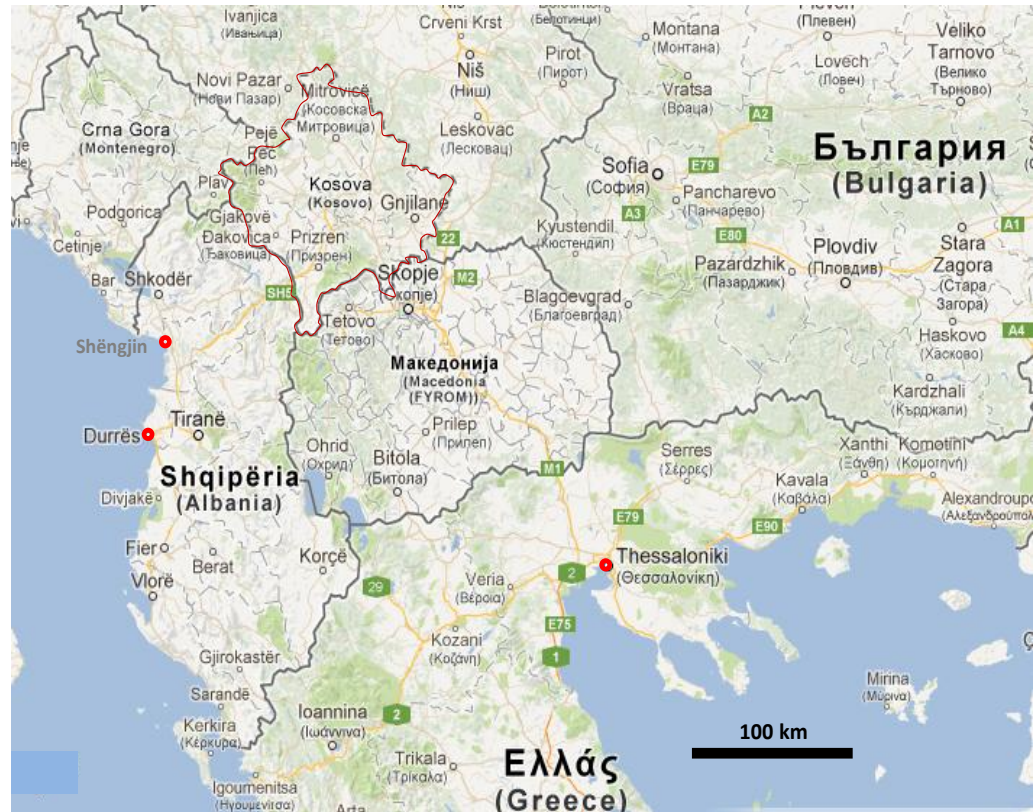 Ivanjica
(Ивањица)
Crveni Krst
Niš
(Ниш)
(Белотинци)
Montana
(Монтана)
(Плевен)
Veliko
Tarnovo
(Велико
Търново)
Lovech
(Ловеч)
Pirot
(Пирот)
Vratsa
(Враца)
Novi Pazar
(Нови Пазар)
Mitrovicë
(Косовска
Митровица)
Leskovac
(Лесковац)
A2
A1
Crna Gora
(Montenegro)
Pejë
Peć
(Пећ)
Sofia
(София)
E79
България
(Bulgaria)
Plav
Kosova
(Kosovo)
Gnjilane
Pancharevo
(Панчарево)
A3
Podgorica
Cetinje
Gjakovë
Đakovica
(Ђаковица)
Prizren
(Призрен)
22
Kyustendil
(Кюстендил)
E80
Plovdiv
(Пловдив)
Stara
Zagora
(Стара
Загора)
A1
Bar
Shkodër
SH5
Skopje
M2
Pazardzhik
(Пазарджик)
Blagoevgrad
(Благоевград)
Tetovo
(Тетово)
Haskovo
(Хасково)
A4
Shëngjin
Македонија
(Macedonia
(FYROM))
Kardzhali
(Кърджали)
Durrës
Tiranë
Prilep
(Прилеп)
Ohrid
(Охрид)
Bitola
(Битола)
M1
Serres
(Σέρρες)
Xanthi
(Ξάνθη)
Komotini
(Κομοτηνή)
Shqipëria
(Albania)
Kavala
(Καβάλα)
Divjakë
E79
E90
Fier
Berat
Korçë
Thessaloniki
(Θεσσαλονίκη)
Vlorë
29
Veria
(Βέροια)
2
E75
Kozani
(Κοζάνη)
1
Gjirokastër
Sarandë
Mirina
(Μύρινα)
Kerkira
(Κέρκυρα)
Ioannina
(Ιωάννινα)
2
100 km
Trikala
(Τρίκαλα)
Ελλάς
(Greece)
Igoumenitsa
(Ηγουμενίτσα)